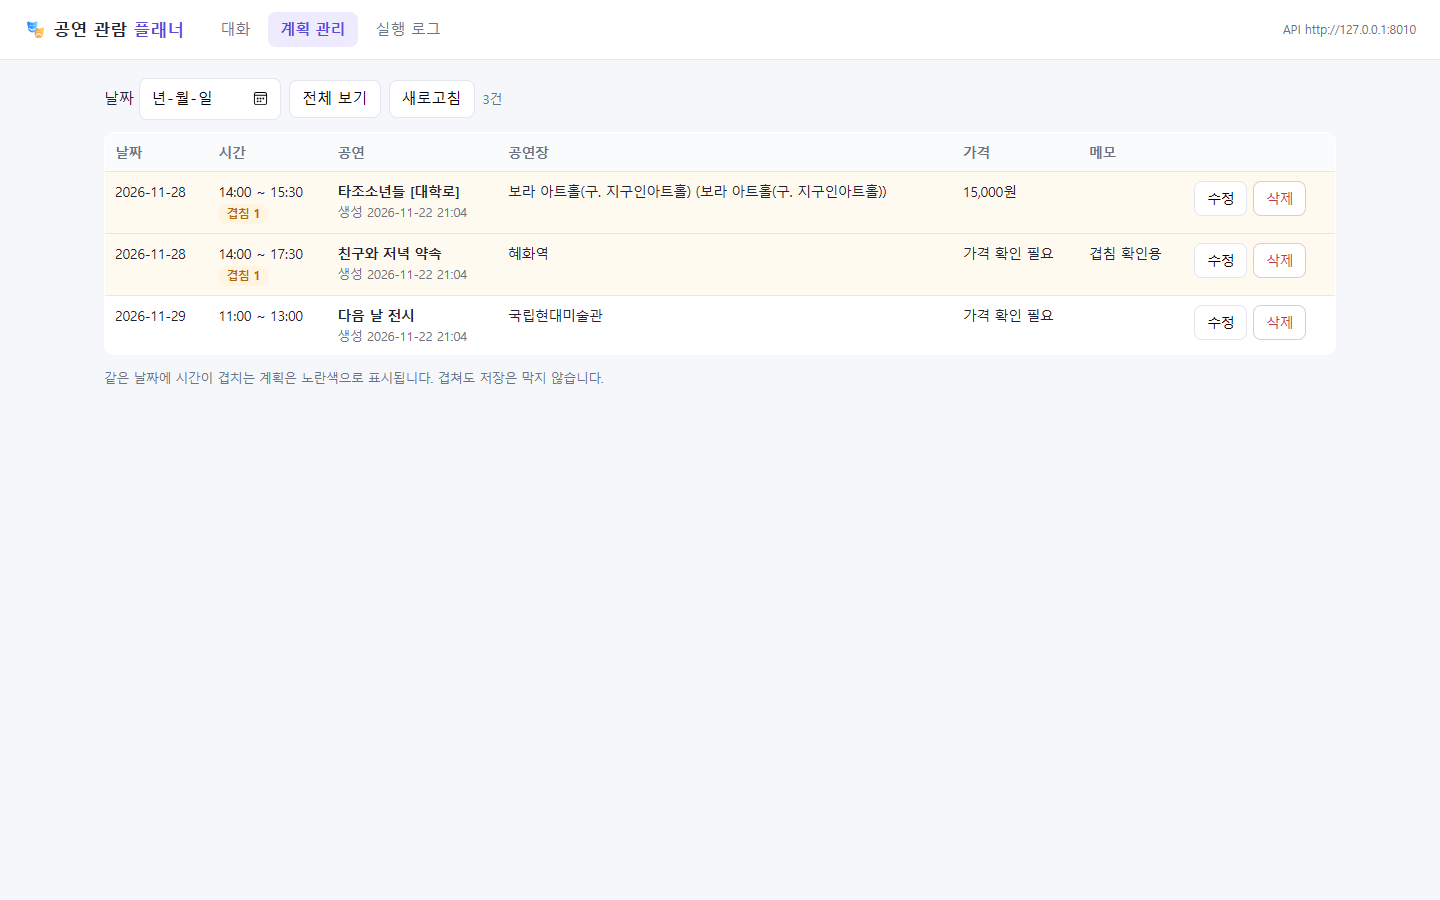 공연 관람 플래너 대화 계획 관리 실행 로그 API http://127.0.0.1:8010
날짜 년-월-일 전체 보기 새로고침 3건
날짜 시간 공연 공연장 가격 메모
2026-11-28 14:00 ~ 15:30 타조소년들 [대학로] 보라 아트홀(구. 지구인아트홀) (보라 아트홀(구. 지구인아트홀)) 15,000원 수정 삭제
겹침 1 생성 2026-11-22 21:04
2026-11-28 14:00 ~ 17:30 친구와 저녁 약속 혜화역 가격 확인 필요 겹침 확인용 수정 삭제
겹침 1 생성 2026-11-22 21:04
2026-11-29 11:00 ~ 13:00 다음 날 전시 국립현대미술관 가격 확인 필요 수정 삭제
생성 2026-11-22 21:04
같은 날짜에 시간이 겹치는 계획은 노란색으로 표시됩니다. 겹쳐도 저장은 막지 않습니다.